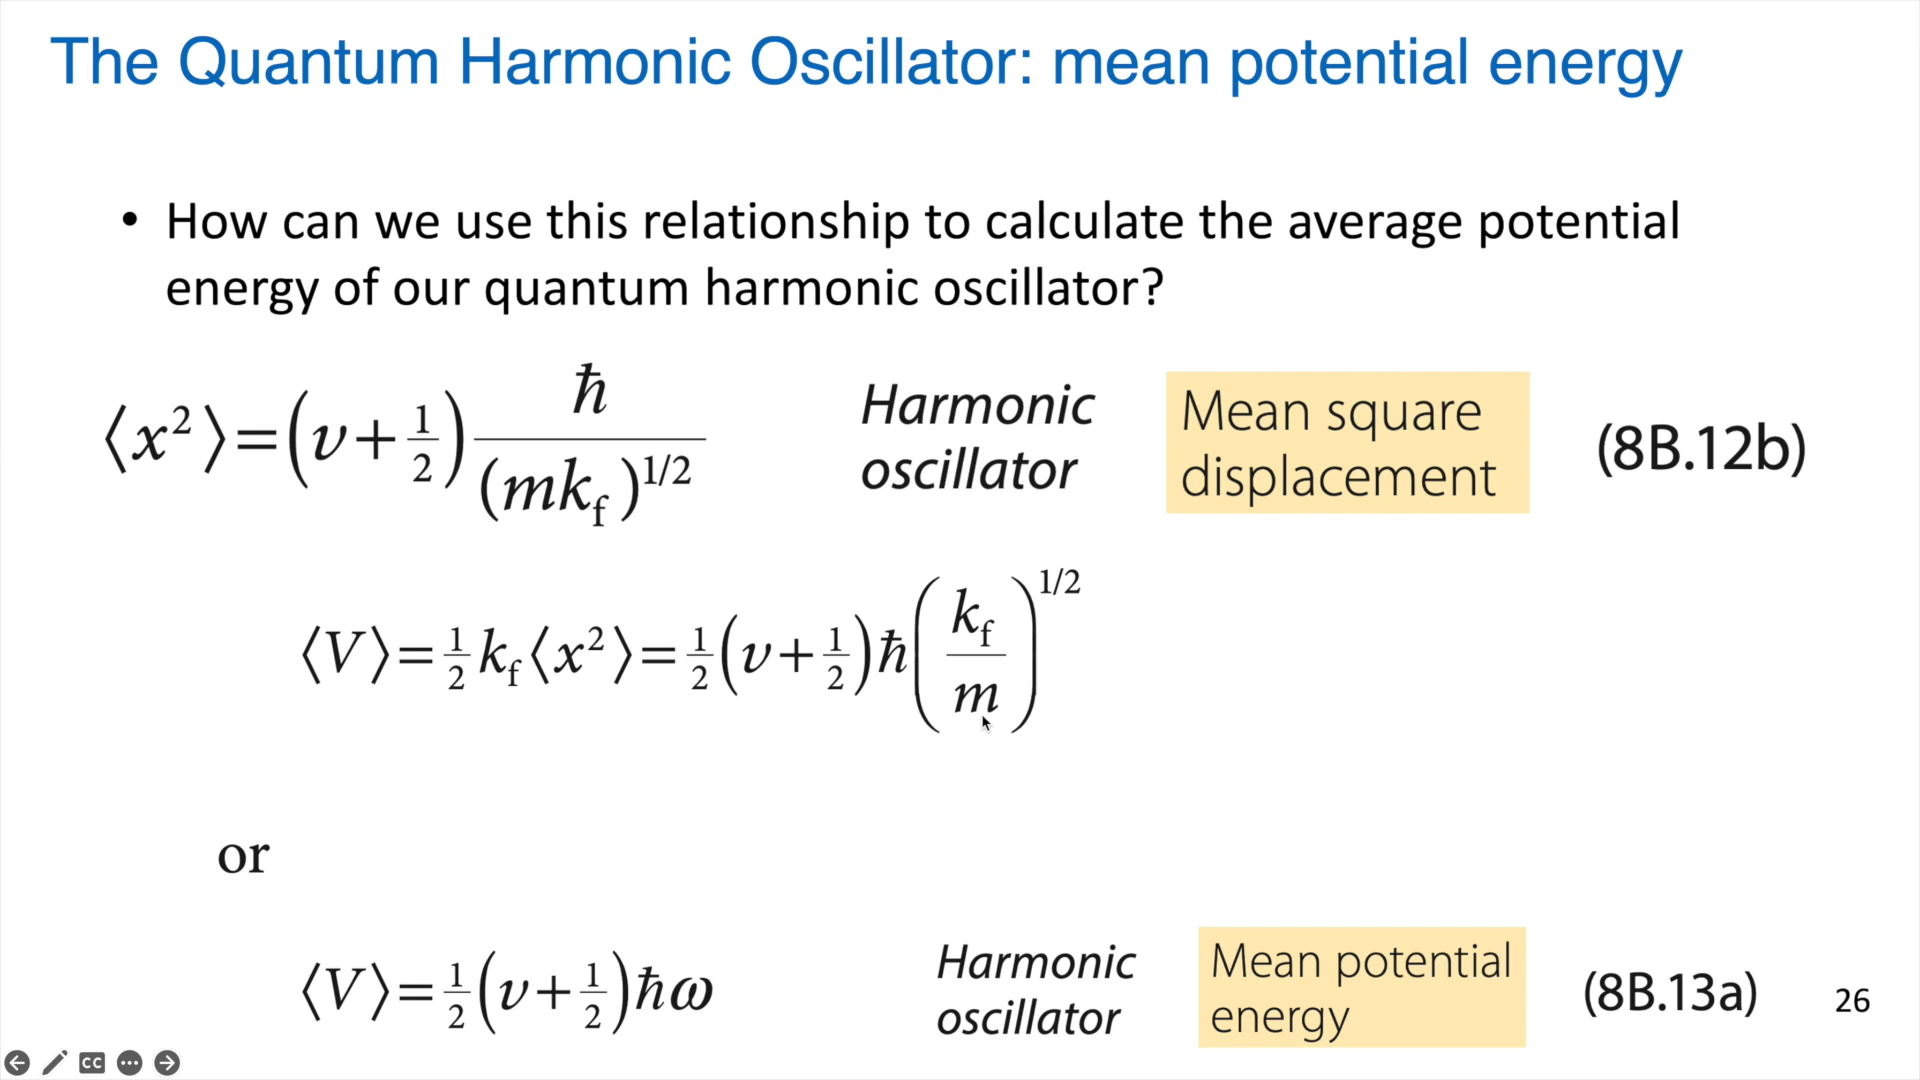 The Quantum Harmonic Oscillator: mean potential energy
• How can we use this relationship to calculate the average potential
energy of our quantum harmonic oscillator?
⟨x²⟩=(υ+½) ħ/(mk_f)^{1/2}
Harmonic
oscillator
Mean square
displacement
(8B.12b)
⟨V⟩=½k_f⟨x²⟩=½(υ+½)ħ(k_f/m)^{1/2}
or
⟨V⟩=½(υ+½)ħω
Harmonic
oscillator
Mean potential
energy
(8B.13a)
26
CC